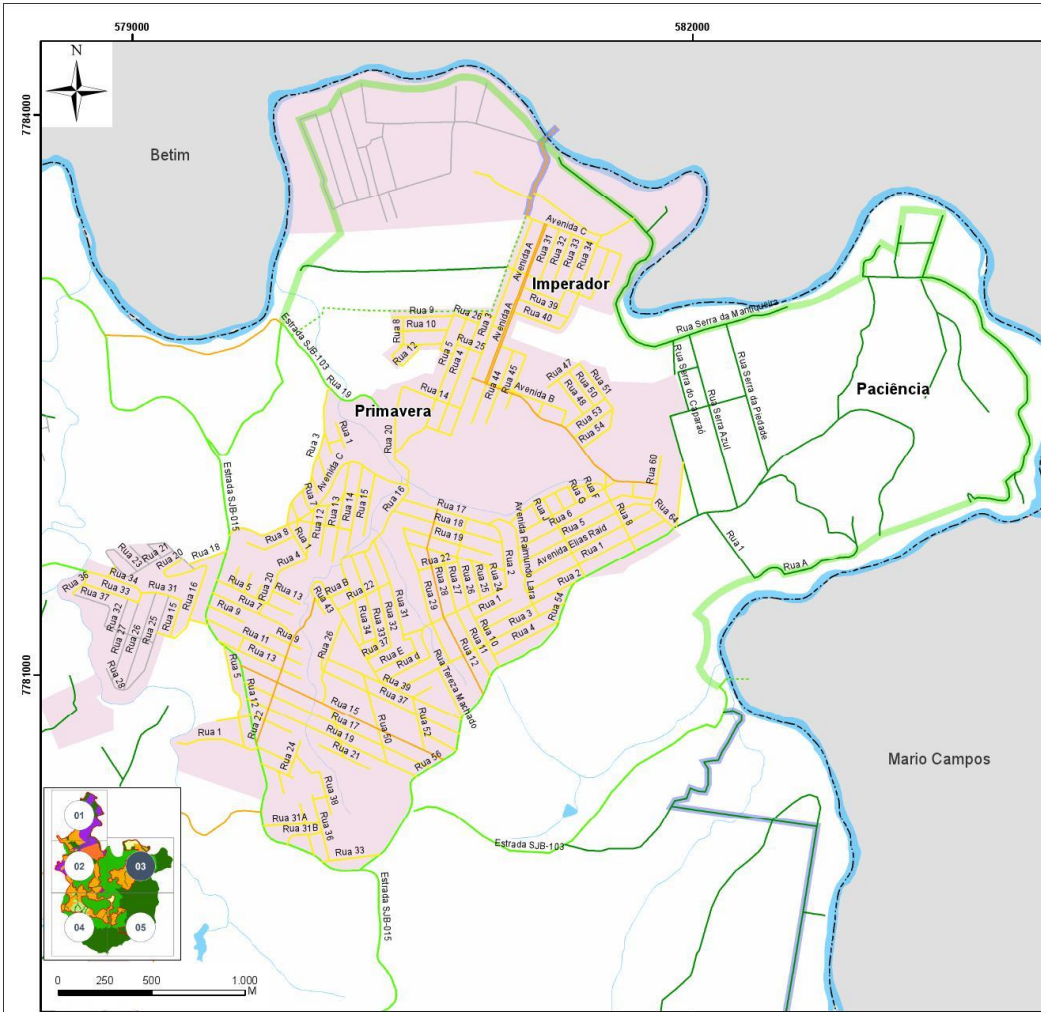 579000
582000
N
7784000
7781000
Betim
Avenida C
Avenida A
Rua 31
Rua 32
Rua 33
Rua 34
Imperador
Rua 39
Rua 40
Avenida A
Rua Serra da Mantiqueira
Estrada SJB-103
Rua 9
Rua 26
Rua 3
Rua 8
Rua 10
Rua 12
Rua 5
Rua 4
Rua 25
Rua 19
Rua 14
Rua 44
Rua 45
Avenida B
Rua 47
Rua 51
Rua 50
Rua 48
Rua 53
Rua 54
Rua Serra do Caparaó
Rua Serra Azul
Rua Serra da Piedade
Paciência
Primavera
Rua 20
Rua 3
Rua 1
Avenida C
Rua 7
Rua 12
Rua 13
Rua 14
Rua 15
Rua 16
Rua 8
Rua 1
Rua 4
Estrada SJB-015
Rua 17
Rua 18
Rua 19
Avenida Raimundo Lara
Rua J
Rua G
Rua F
Rua 6
Rua 5
Avenida Elias Raid
Rua 1
Rua 8
Rua 60
Rua 64
Rua 1
Rua A
Rua 23
Rua 21
Rua 20
Rua 18
Rua 36
Rua 34
Rua 33
Rua 37
Rua 31
Rua 32
Rua 27
Rua 26
Rua 25
Rua 28
Rua 15
Rua 16
Rua 5
Rua 20
Rua 13
Rua 7
Rua 9
Rua 11
Rua 9
Rua 13
Rua 43
Rua B
Rua 22
Rua 34
Rua 33
Rua 32
Rua 31
Rua E
Rua d
Rua 26
Rua 39
Rua 37
Rua 22
Rua 29
Rua 28
Rua 27
Rua 26
Rua 25
Rua 24
Rua 2
Rua 1
Rua 2
Rua 54
Rua 3
Rua 4
Rua 10
Rua 11
Rua 12
Rua Tereza Machado
Rua 5
Rua 12
Rua 22
Rua 15
Rua 17
Rua 19
Rua 21
Rua 50
Rua 52
Rua 56
Rua 1
Rua 24
Rua 38
Rua 31A
Rua 31B
Rua 36
Rua 33
Estrada SJB-015
Estrada SJB-103
Mario Campos
01
02
03
04
05
0
250
500
1.000
M